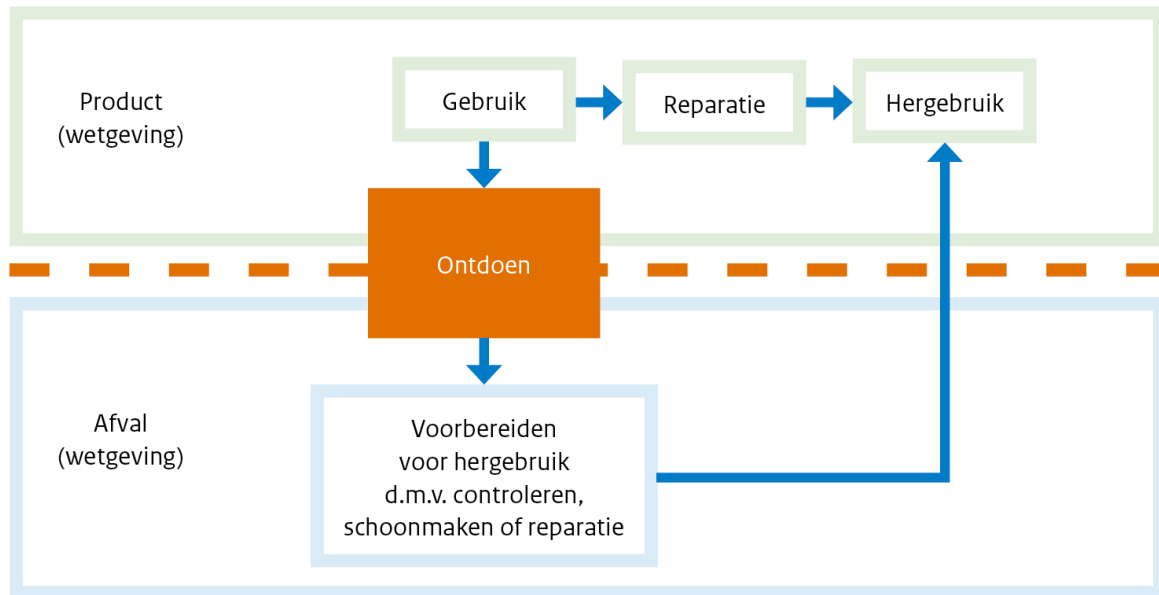 Product
(wetgeving)
Gebruik
Reparatie
Hergebruik
Ontdoen
Afval
(wetgeving)
Voorbereiden
voor hergebruik
d.m.v. controleren,
schoonmaken of reparatie